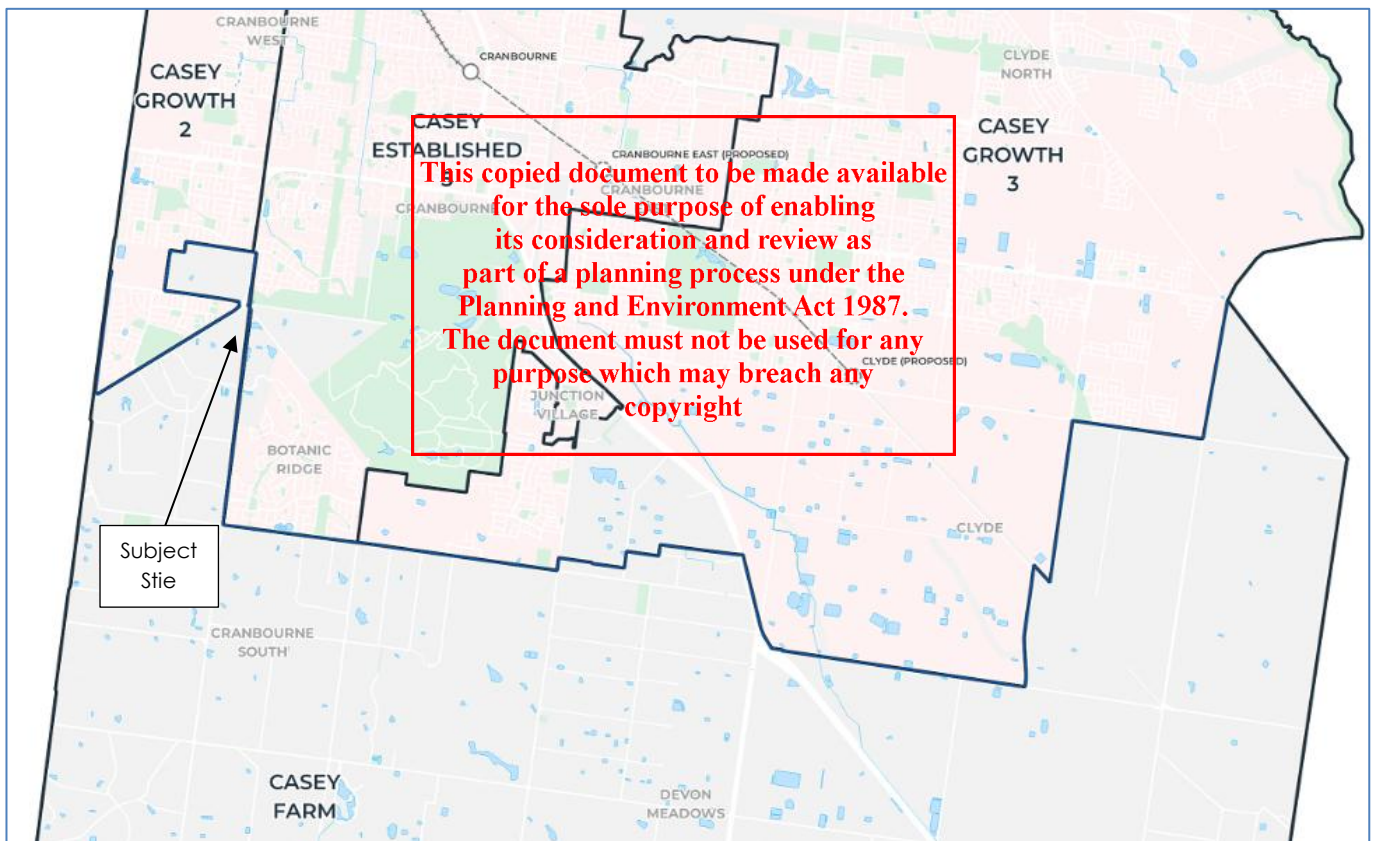 CRANBOURNE
WEST
CASEY
GROWTH
2
CRANBOURNE
CLYDE
NORTH
CASEY
ESTABLISHED
3
CRANBOURNE
CRANBOURNE EAST (PROPOSED)
CRANBOURNE
CASEY
GROWTH
3
This copied document to be made available
for the sole purpose of enabling
its consideration and review as
part of a planning process under the
Planning and Environment Act 1987.
The document must not be used for any
purpose which may breach any
copyright
CLYDE (PROPOSED)
JUNCTION
VILLAGE
BOTANIC
RIDGE
CLYDE
Subject
Stie
CRANBOURNE
SOUTH
CASEY
FARM
DEVON
MEADOWS